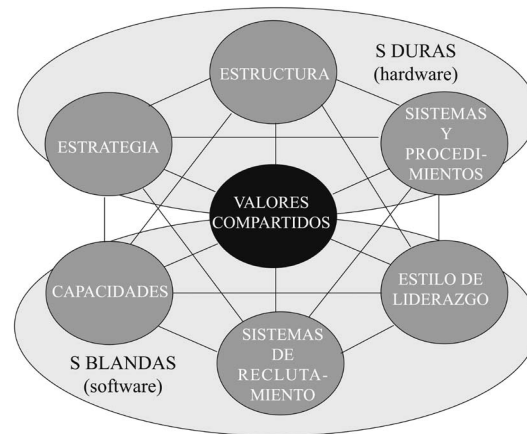 S DURAS
(hardware)
ESTRUCTURA
SISTEMAS
Y
PROCEDI-
MIENTOS
ESTRATEGIA
VALORES
COMPARTIDOS
CAPACIDADES
ESTILO DE
LIDERAZGO
SISTEMAS
DE
RECLUTA-
MIENTO
S BLANDAS
(software)